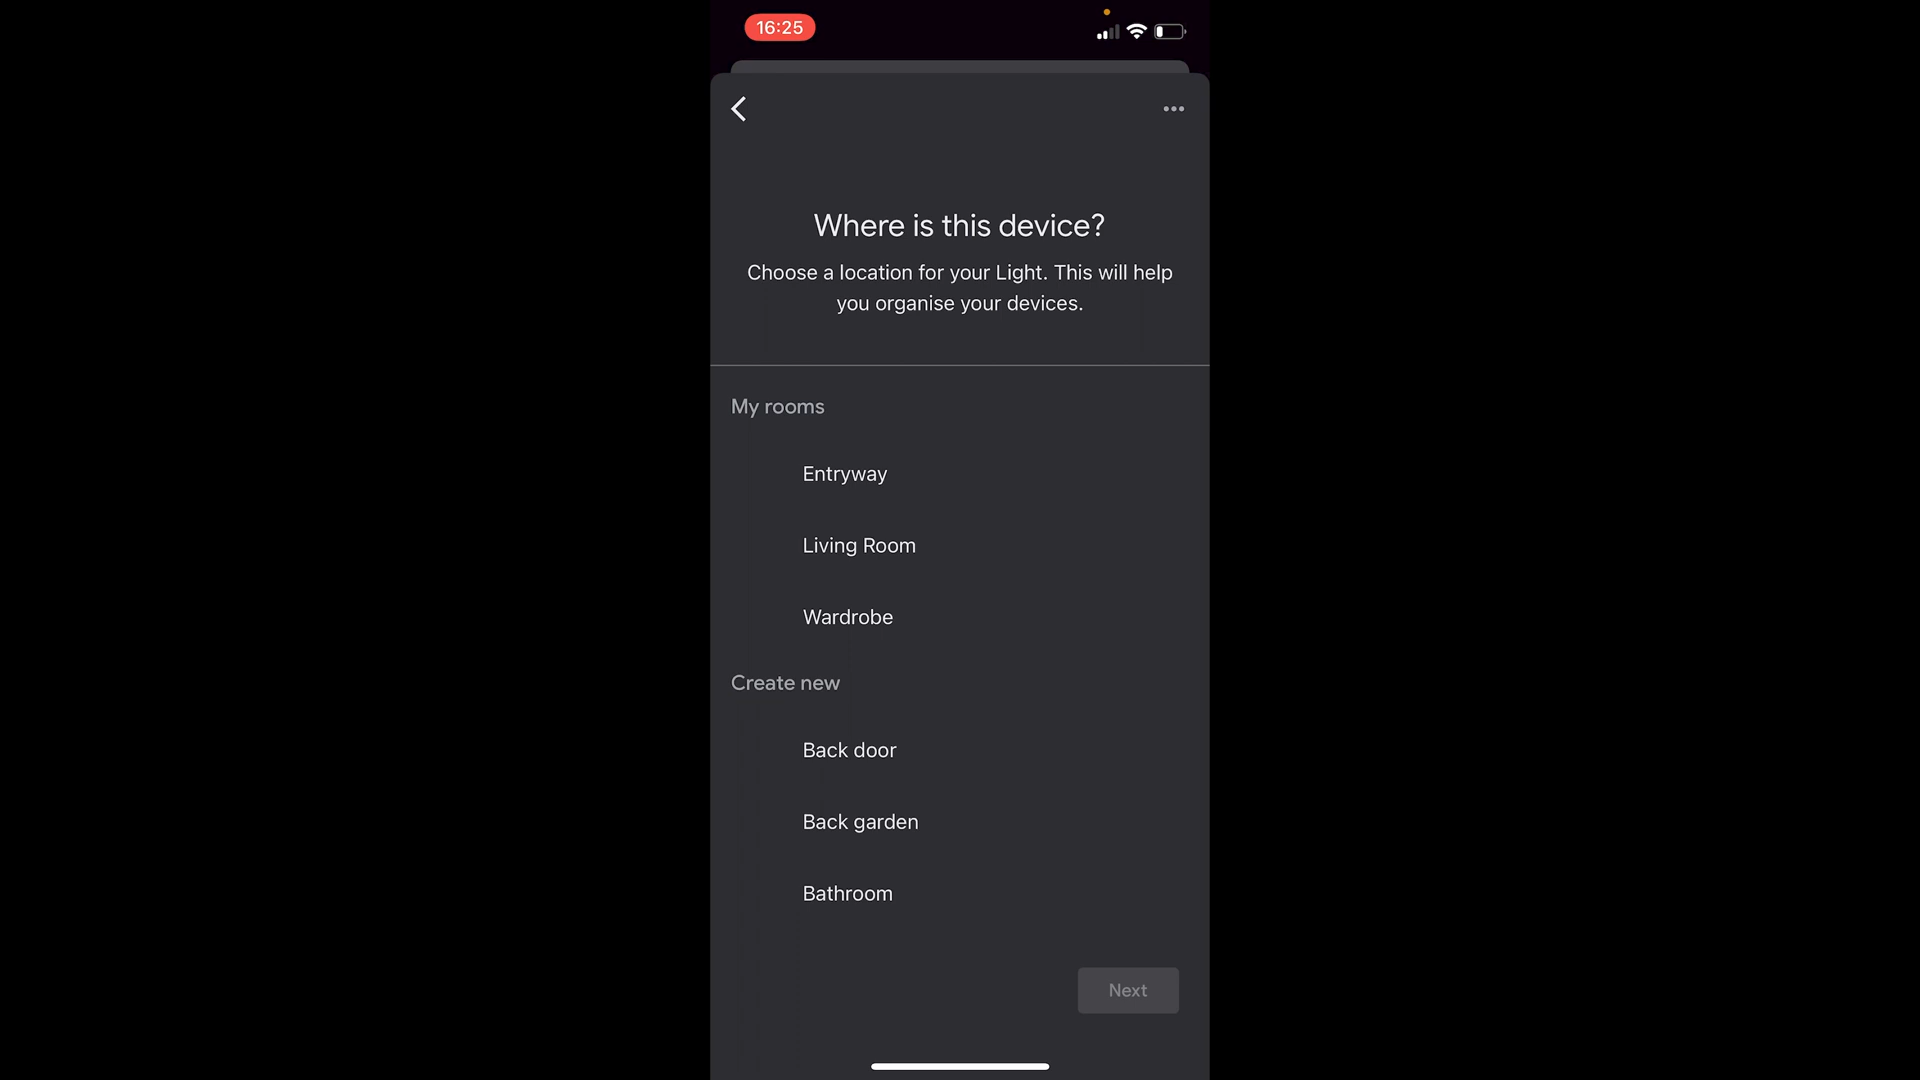 16:25
Where is this device?
Choose a location for your Light. This will help
you organise your devices.
My rooms
Entryway
Living Room
Wardrobe
Create new
Back door
Back garden
Bathroom
Next